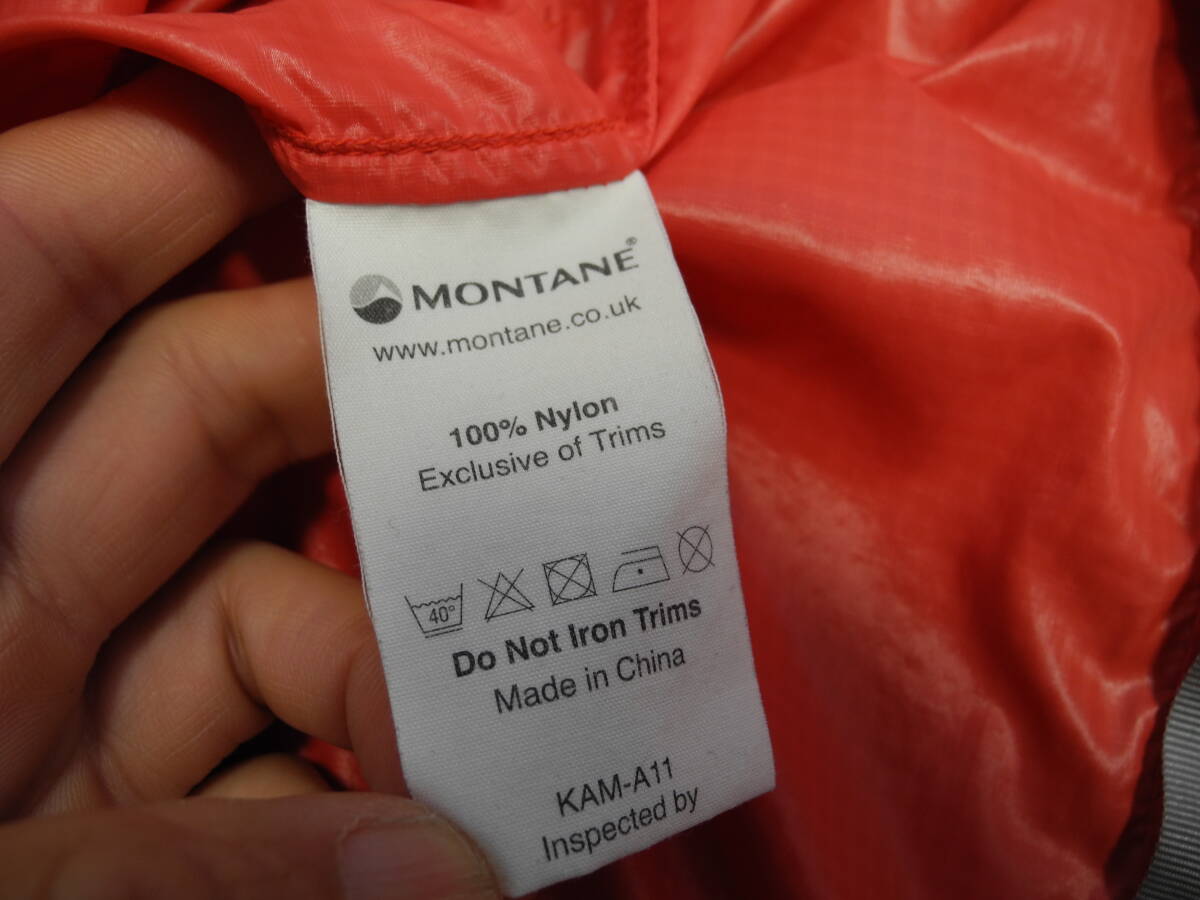 MONTANE®
www.montane.co.uk
100% Nylon
Exclusive of Trims
40°
Do Not Iron Trims
Made in China
KAM-A11
Inspected by